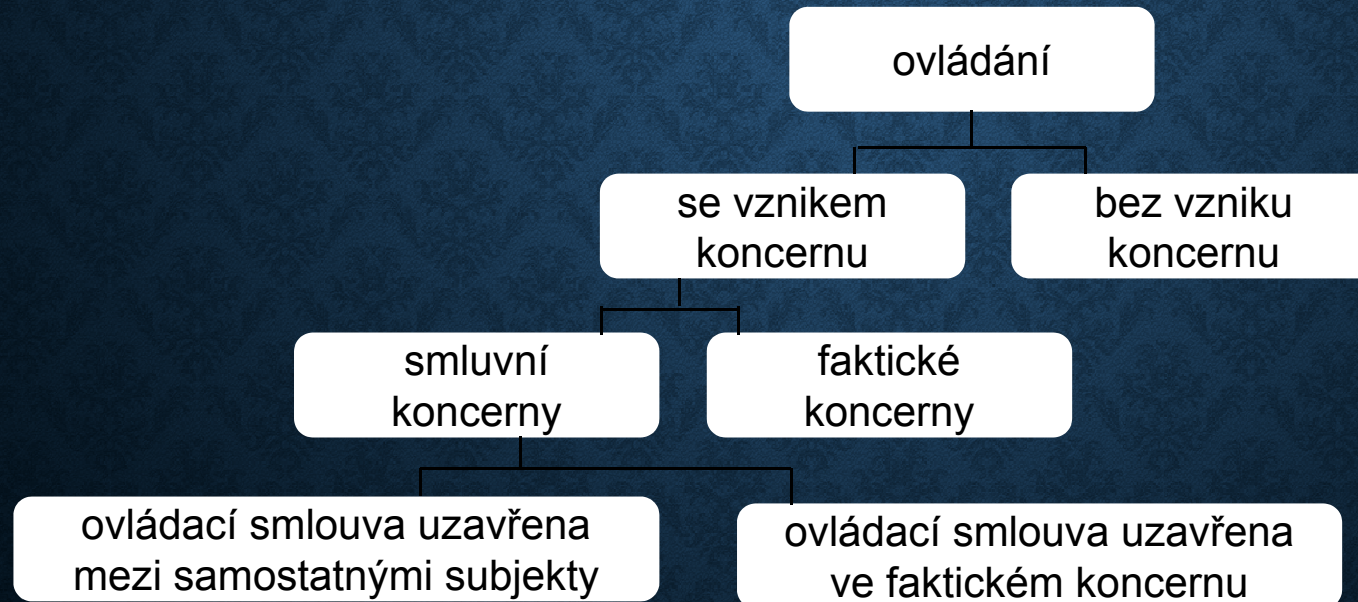 ovládání
se vznikem
koncernu
bez vzniku
koncernu
smluvní
koncerny
faktické
koncerny
ovládací smlouva uzavřena
mezi samostatnými subjekty
ovládací smlouva uzavřena
ve faktickém koncernu